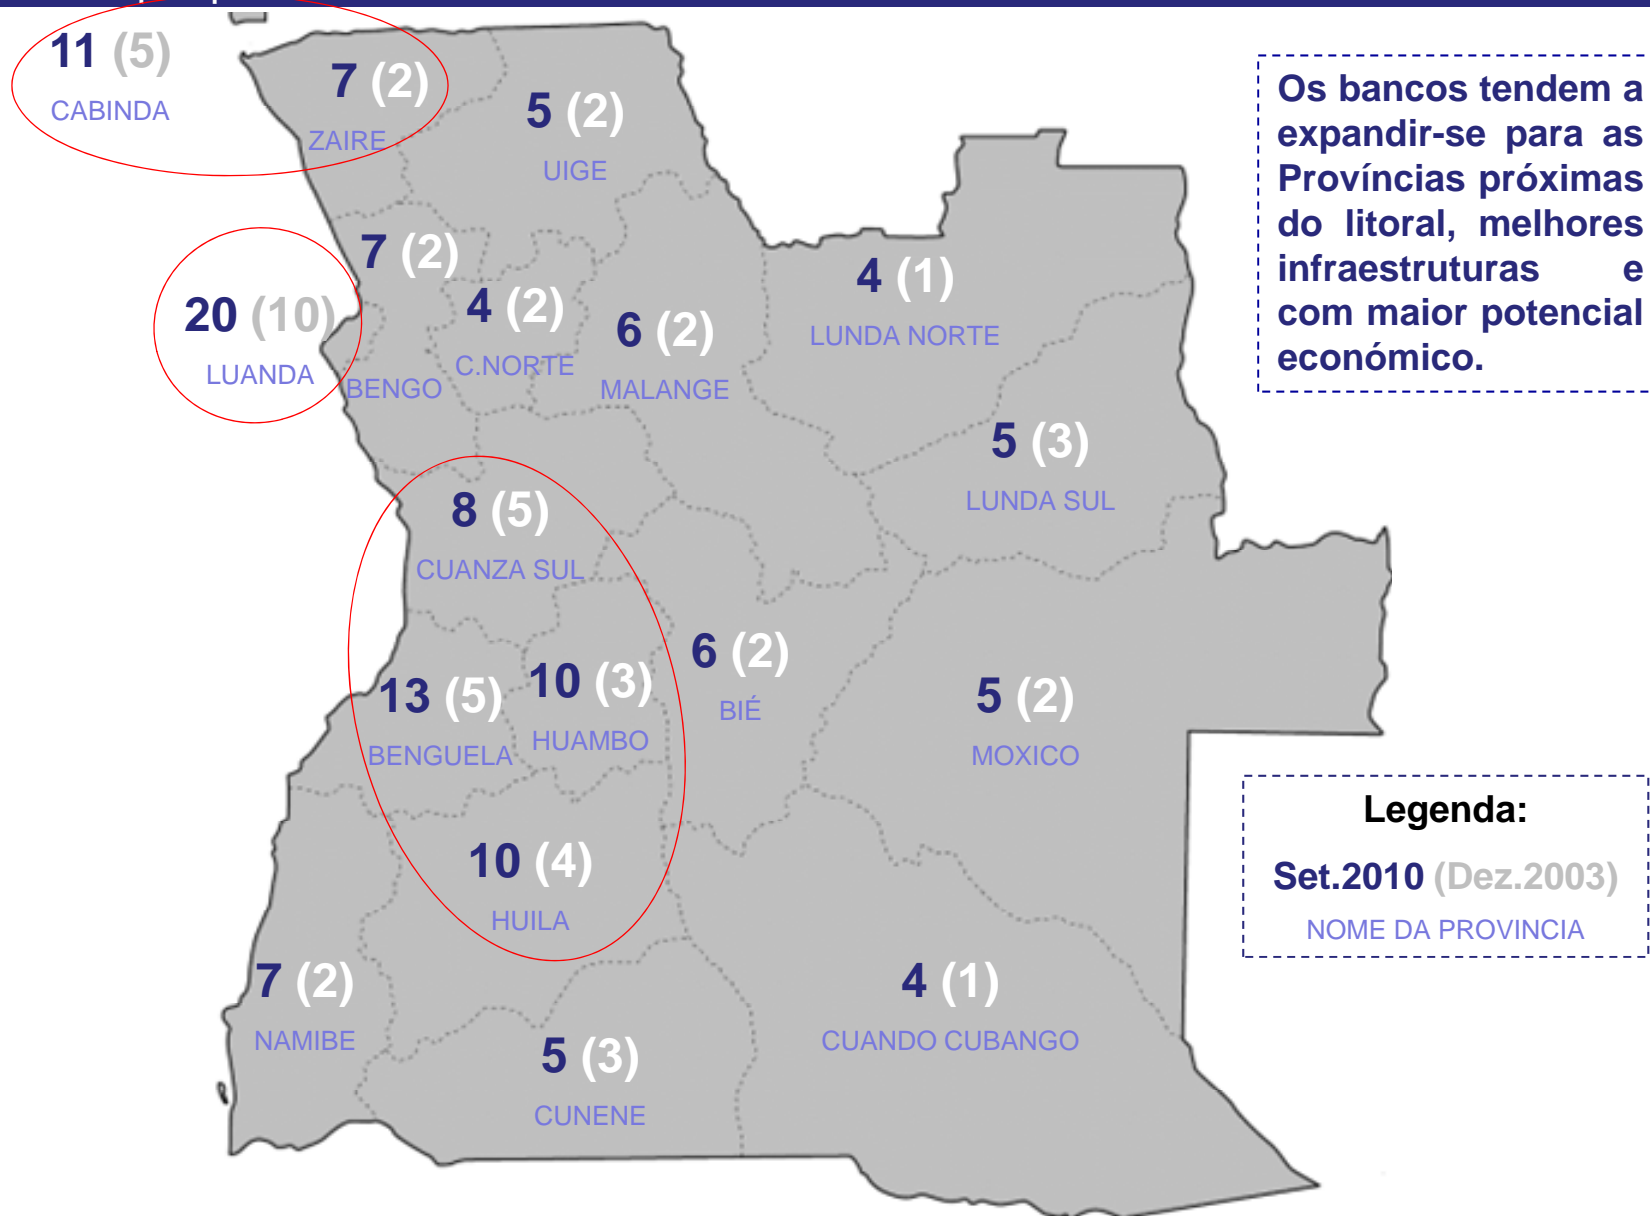 11 (5)
CABINDA
7 (2)
ZAIRE
5 (2)
UIGE
Os bancos tendem a
expandir-se para as
Províncias próximas
do litoral, melhores
infraestruturas e
com maior potencial
económico.
7 (2)
BENGO
20 (10)
LUANDA
4 (2)
C.NORTE
6 (2)
MALANGE
4 (1)
LUNDA NORTE
5 (3)
LUNDA SUL
8 (5)
CUANZA SUL
13 (5)
BENGUELA
10 (3)
HUAMBO
6 (2)
BIÉ
5 (2)
MOXICO
10 (4)
HUILA
Legenda:
Set.2010 (Dez.2003)
NOME DA PROVINCIA
7 (2)
NAMIBE
5 (3)
CUNENE
4 (1)
CUANDO CUBANGO